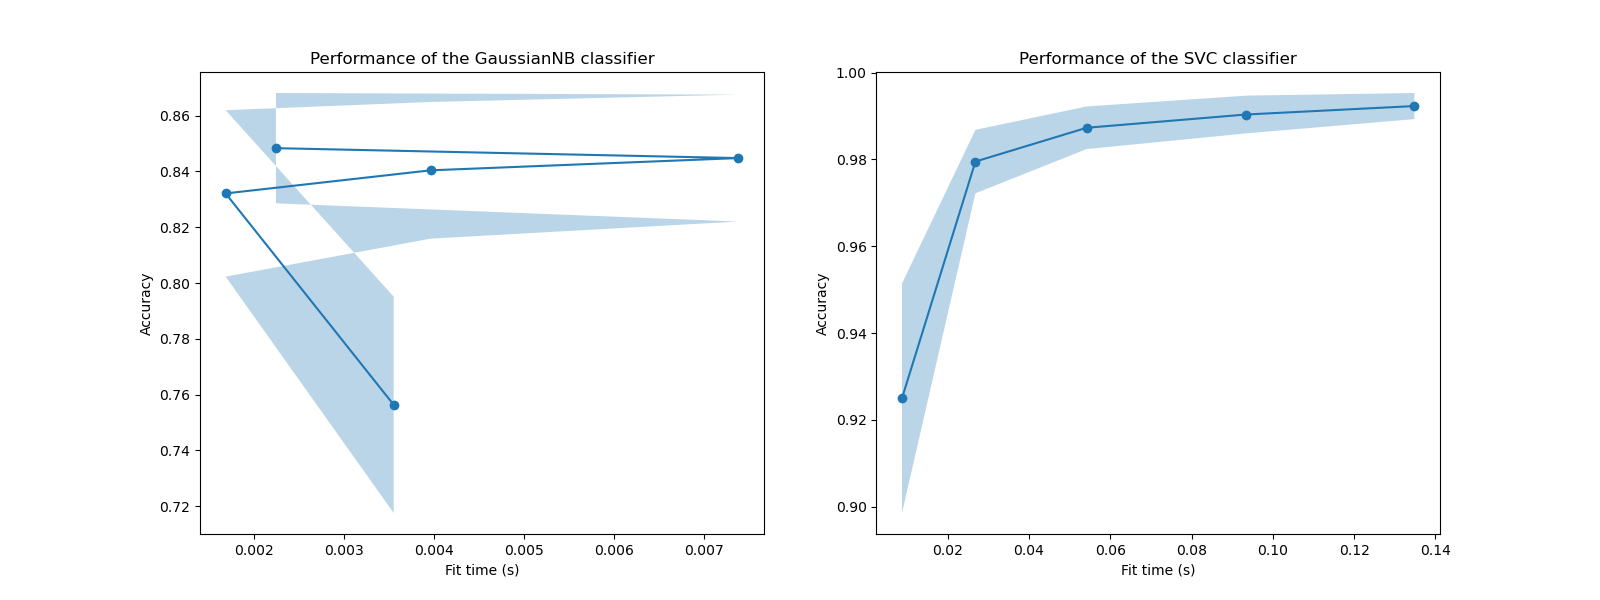 Performance of the GaussianNB classifier
0.86
0.84
0.82
0.80
0.78
0.76
0.74
0.72
Accuracy
0.002 0.003 0.004 0.005 0.006 0.007
Fit time (s)
Performance of the SVC classifier
1.00
0.98
0.96
0.94
0.92
0.90
Accuracy
0.02 0.04 0.06 0.08 0.10 0.12 0.14
Fit time (s)